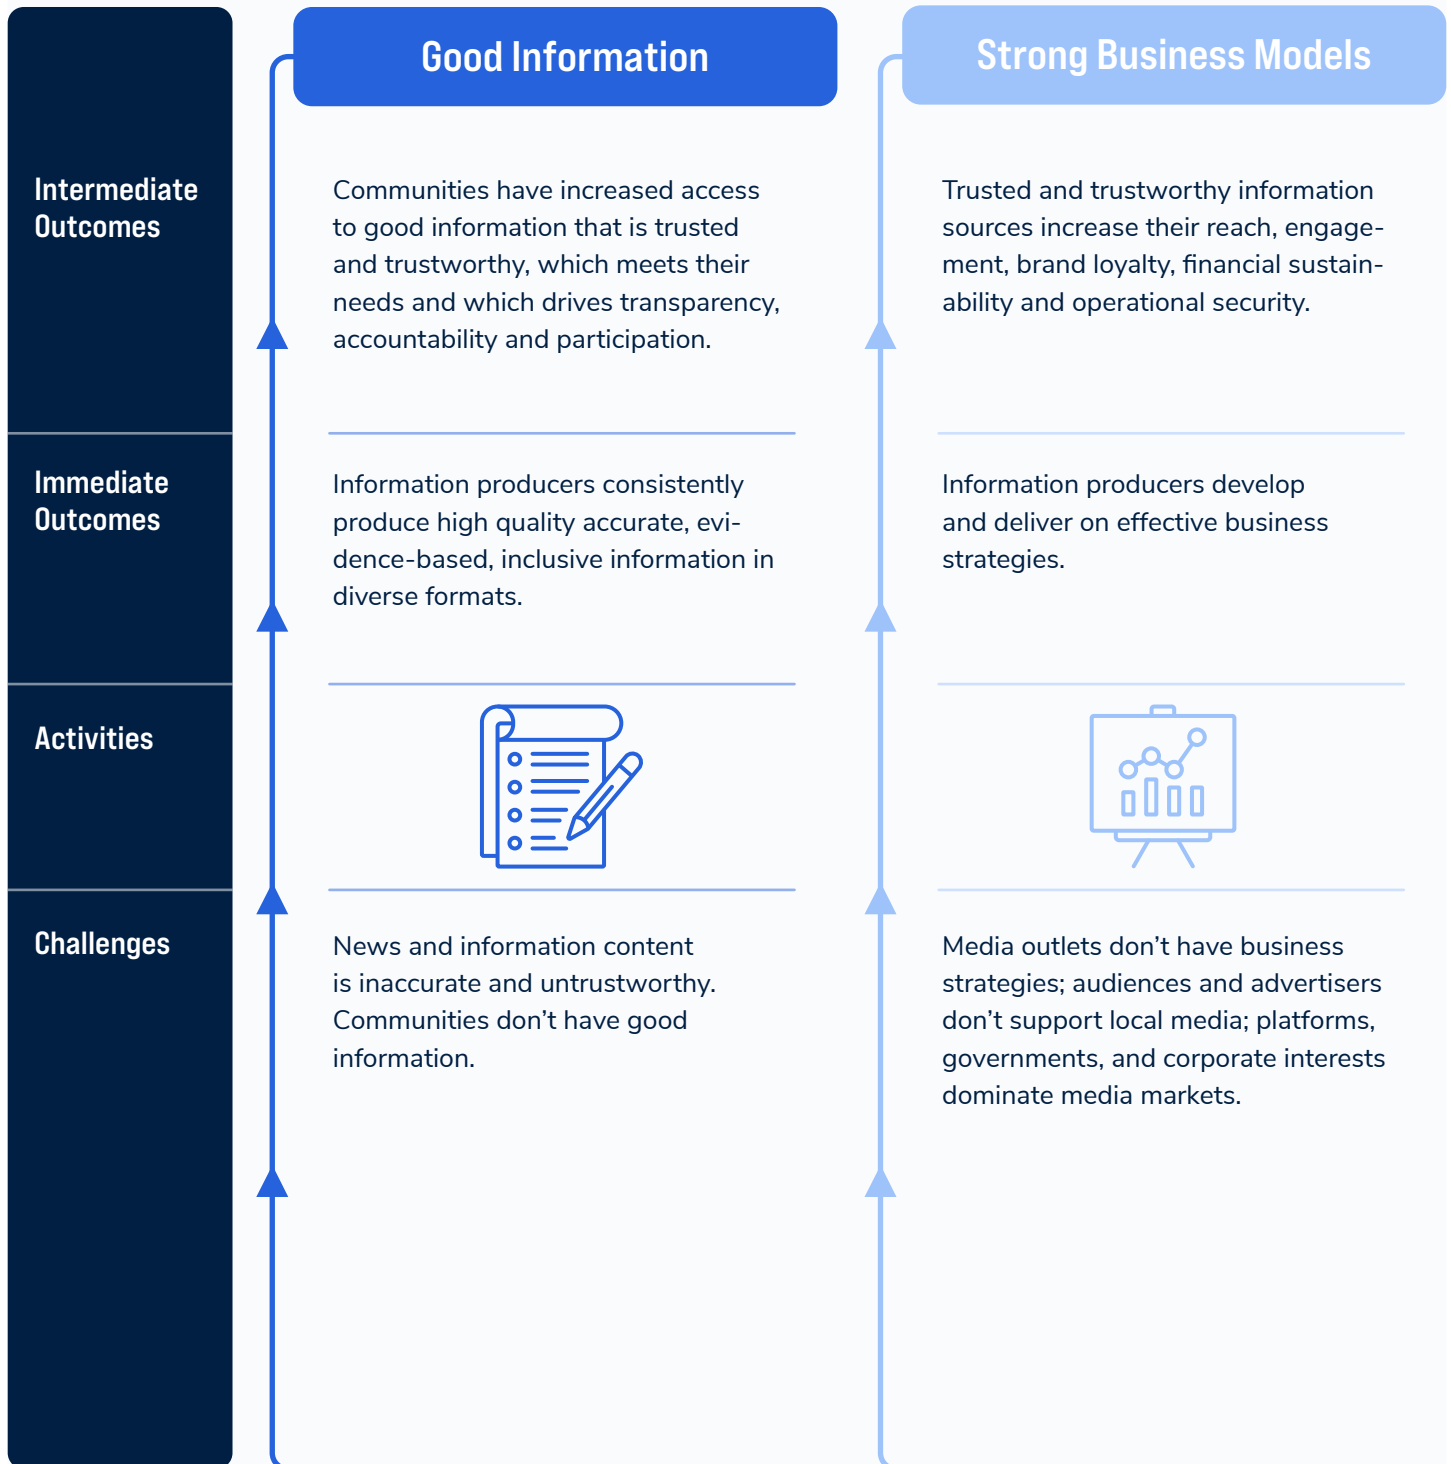 Good Information
Strong Business Models
Intermediate
Outcomes
Communities have increased access
to good information that is trusted
and trustworthy, which meets their
needs and which drives transparency,
accountability and participation.
Trusted and trustworthy information
sources increase their reach, engage-
ment, brand loyalty, financial sustain-
ability and operational security.
Immediate
Outcomes
Information producers consistently
produce high quality accurate, evi-
dence-based, inclusive information in
diverse formats.
Information producers develop
and deliver on effective business
strategies.
Activities
Challenges
News and information content
is inaccurate and untrustworthy.
Communities don’t have good
information.
Media outlets don’t have business
strategies; audiences and advertisers
don’t support local media; platforms,
governments, and corporate interests
dominate media markets.